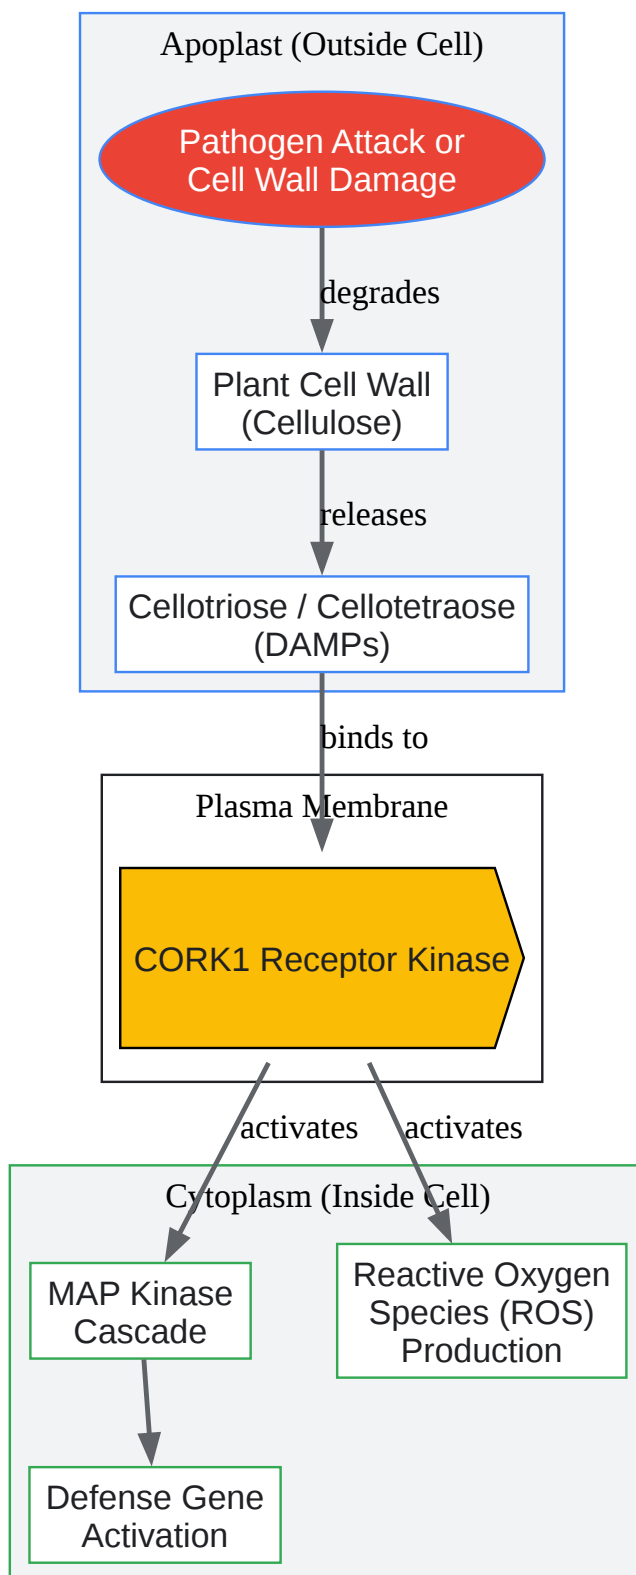 Apoplast (Outside Cell)
Pathogen Attack or
Cell Wall Damage
degrades
Plant Cell Wall
(Cellulose)
releases
Cellotriose / Cellotetraose
(DAMPs)
binds to
Plasma Membrane
CORK1 Receptor Kinase
activates
activates
Cytoplasm (Inside Cell)
MAP Kinase
Cascade
Reactive Oxygen
Species (ROS)
Production
Defense Gene
Activation